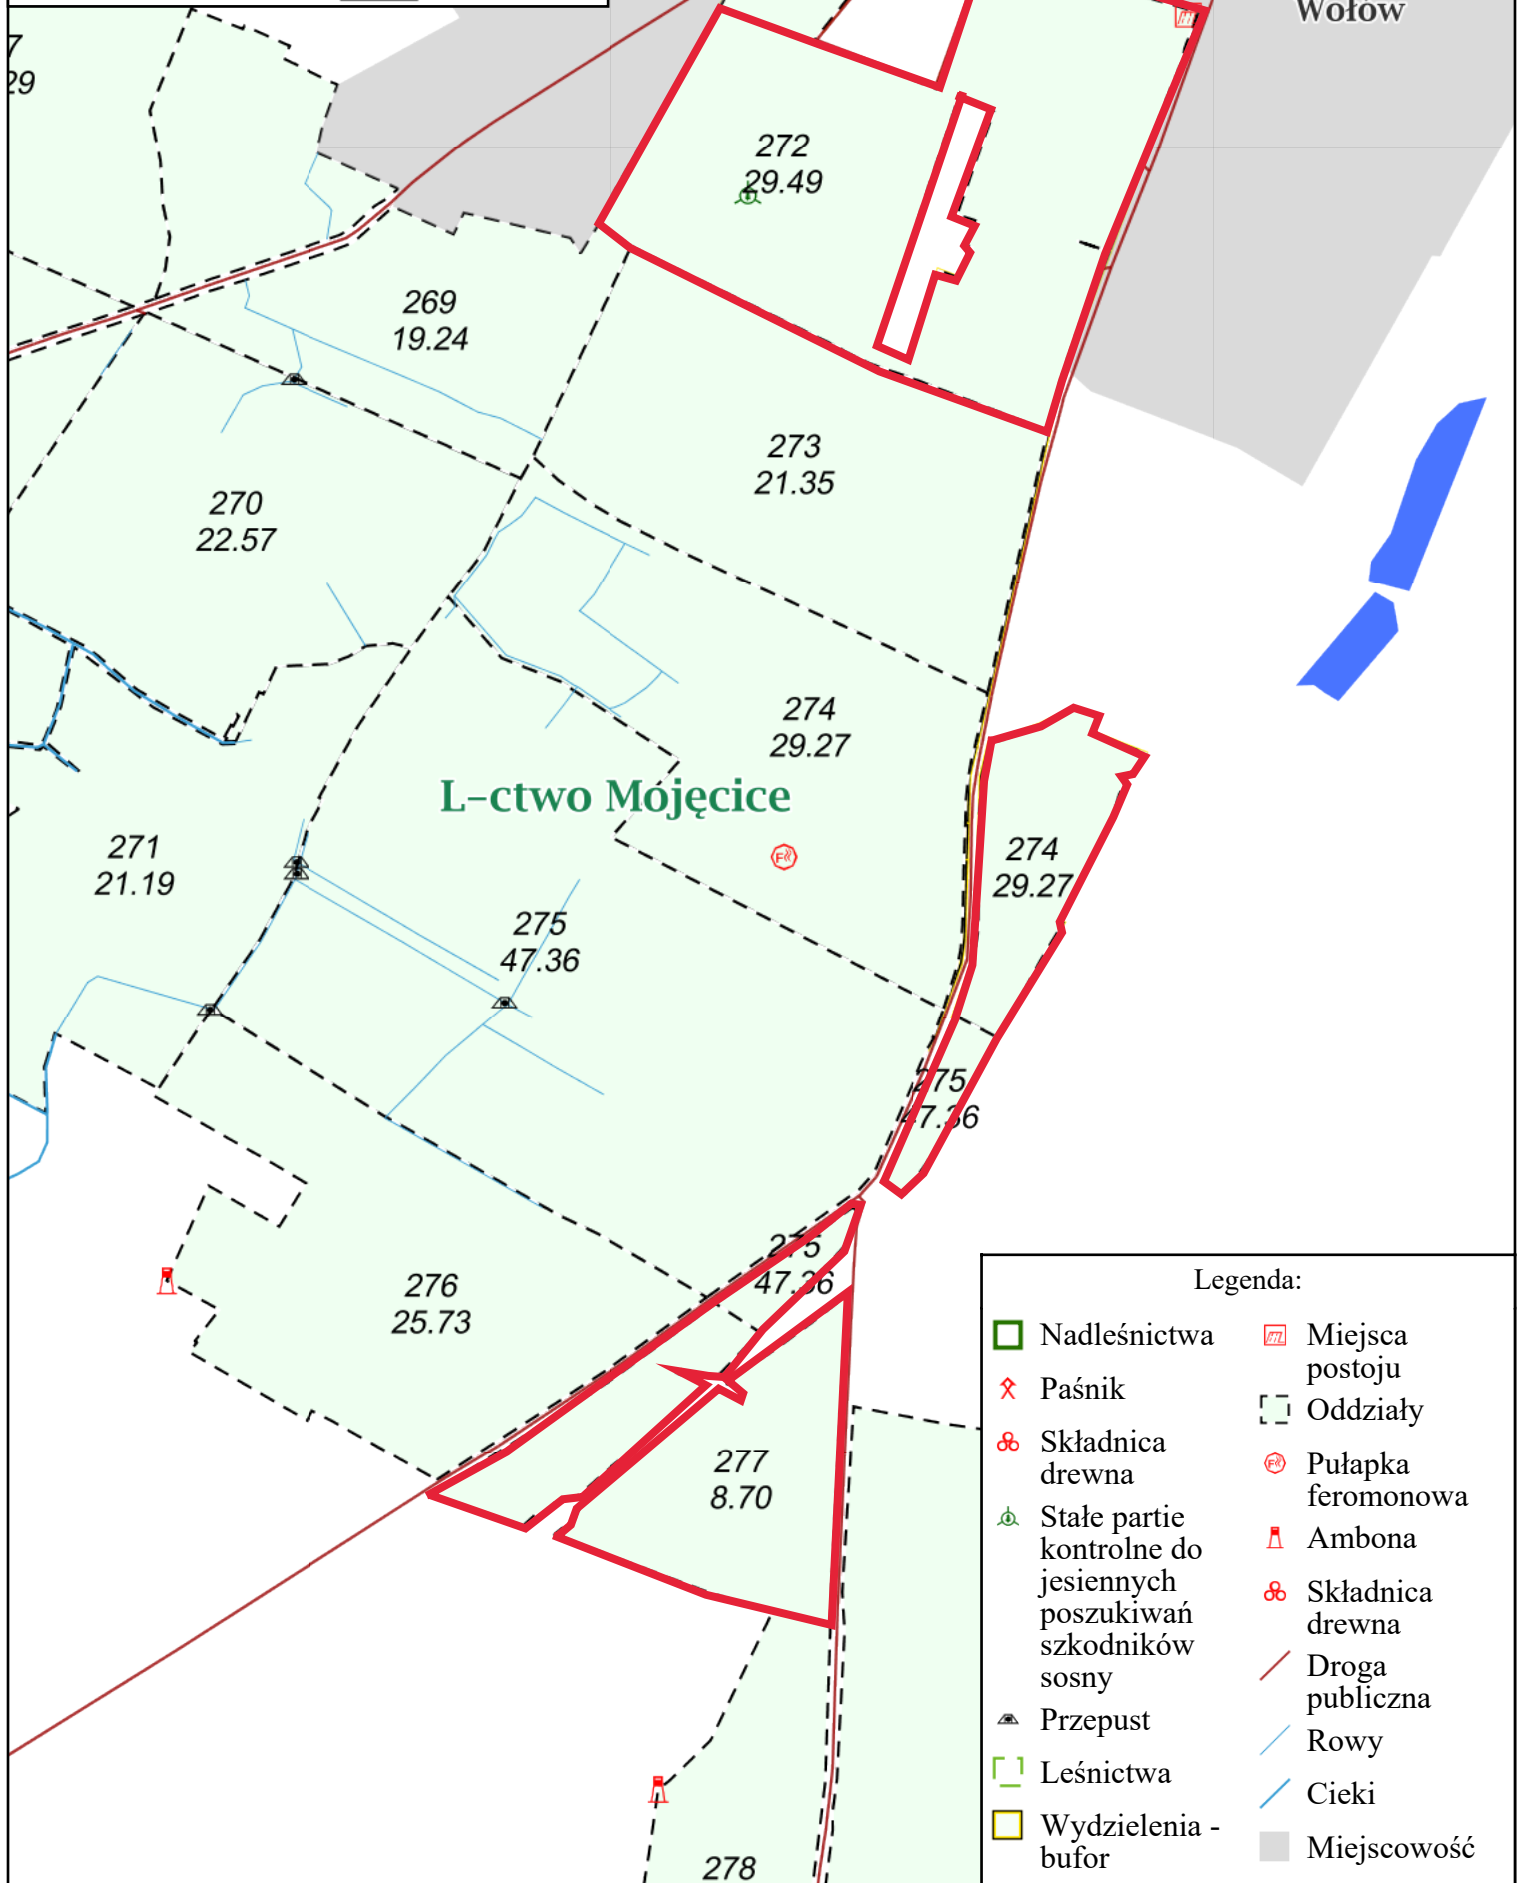 Wołów
7
29
272
29.49
269
19.24
273
21.35
270
22.57
274
29.27
L–ctwo Mojęcice
271
21.19
274
29.27
275
47.36
275
47.36
275
47.36
276
25.73
277
8.70
278
Legenda:
Nadleśnictwa
Paśnik
Składnica
drewna
Stałe partie
kontrolne do
jesiennych
poszukiwań
szkodników
sosny
Przepust
Leśnictwa
Wydzielenia -
bufor
Miejsca
postoju
Oddziały
Pułapka
feromonowa
Ambona
Składnica
drewna
Droga
publiczna
Rowy
Cieki
Miejscowość